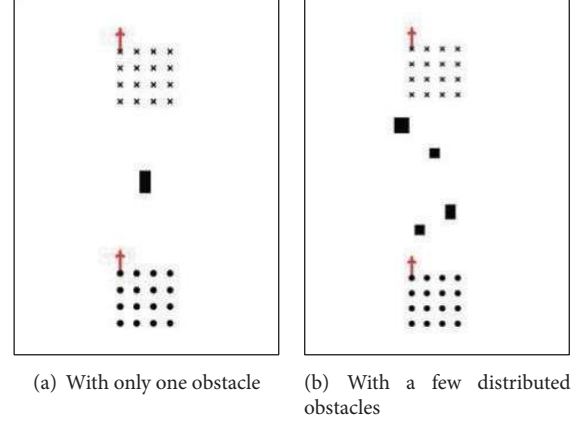 (a) With only one obstacle
(b) With a few distributed
obstacles